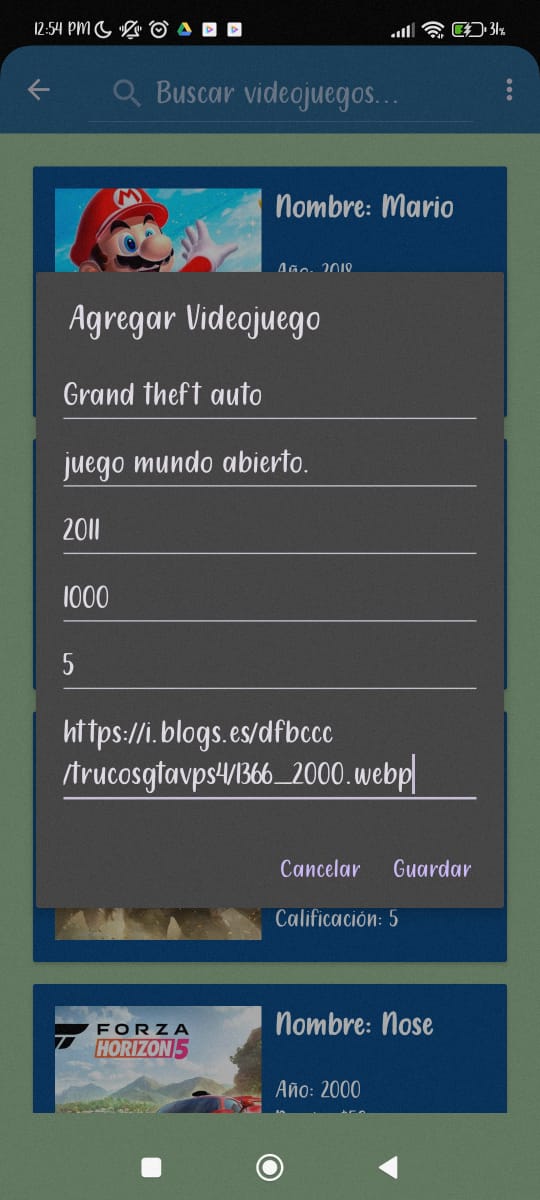 12:54 PM
31%
Buscar videojuegos...
M
Nombre: Mario
Año: 2018
Agregar Videojuego
Grand theft auto
juego mundo abierto.
2011
1000
5
https://i.blogs.es/dfbccc
/trucosgtavps4/1366_2000.webp
Cancelar Guardar
Calificación: 5
FORZA
HORIZON 5
Nombre: Nose
Año: 2000